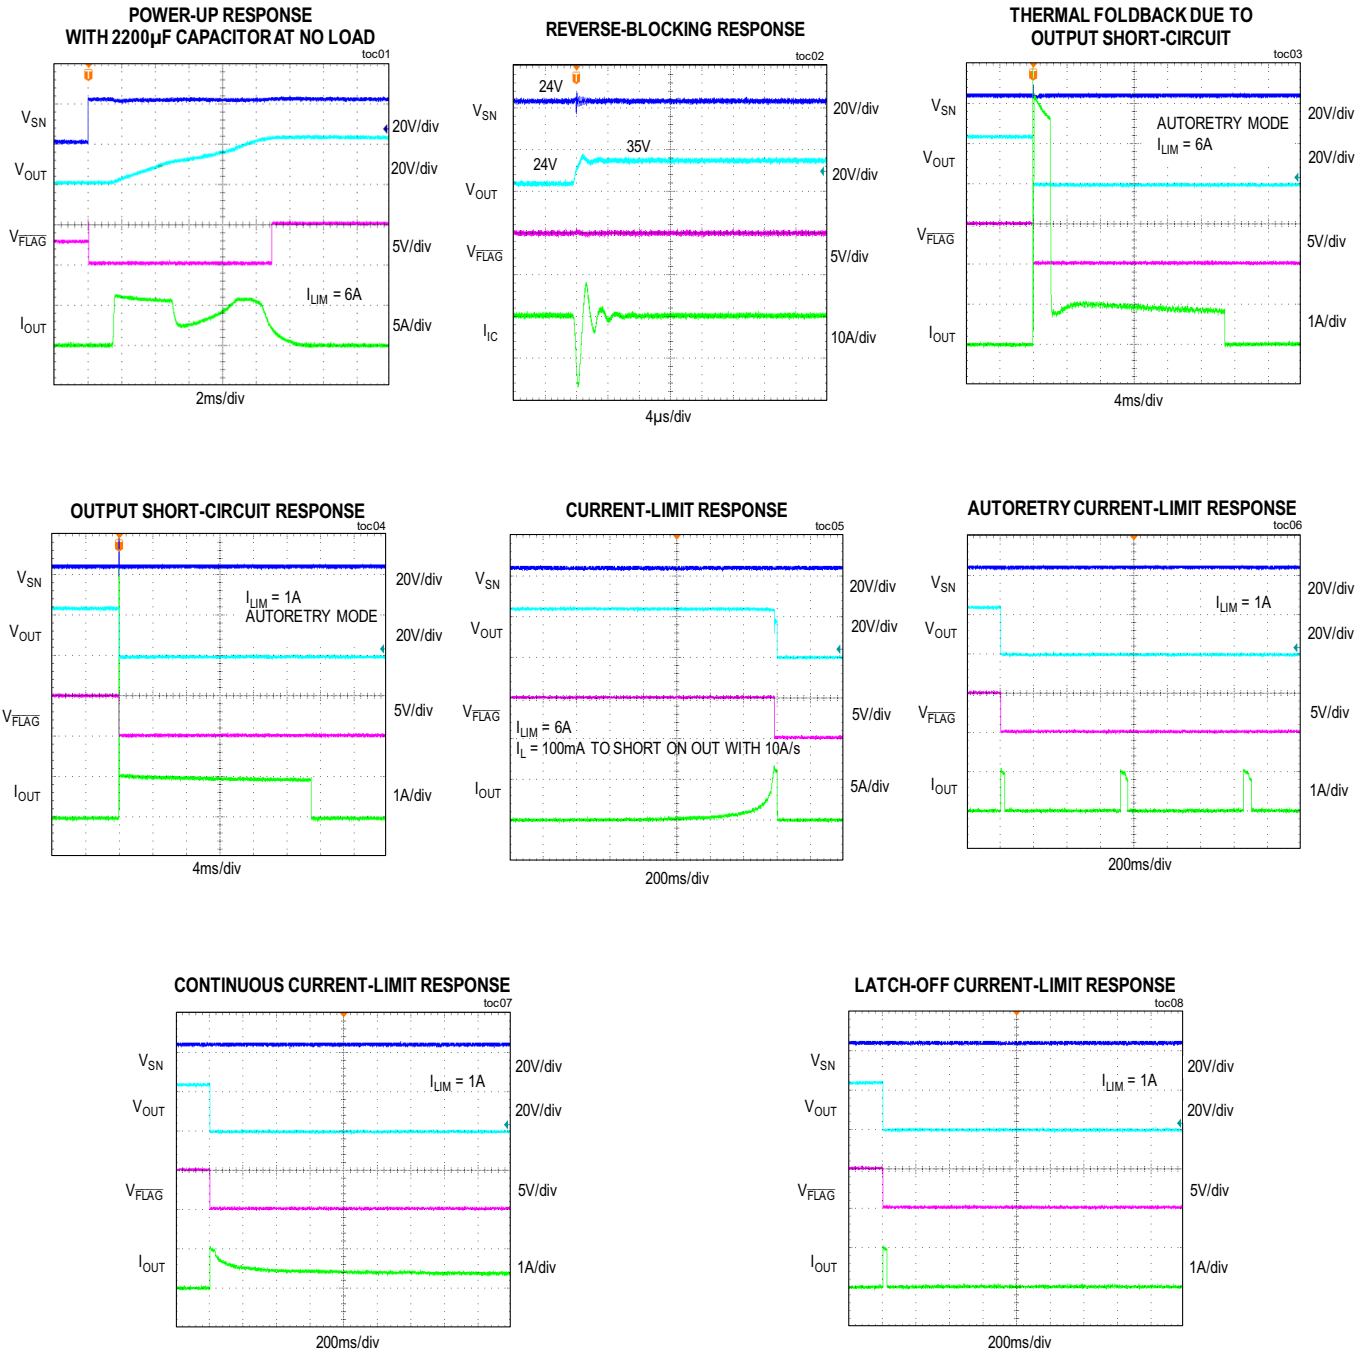 POWER-UP RESPONSE
WITH 2200µF CAPACITOR AT NO LOAD
toc01
VSN
20V/div
VOUT
20V/div
VFLAG
5V/div
ILIM = 6A
IOUT
5A/div
2ms/div
REVERSE-BLOCKING RESPONSE
toc02
24V
VSN
20V/div
35V
24V
VOUT
20V/div
VFLAG
5V/div
IIC
10A/div
4µs/div
THERMAL FOLDBACK DUE TO
OUTPUT SHORT-CIRCUIT
toc03
VSN
20V/div
AUTORETRY MODE
ILIM = 6A
VOUT
20V/div
VFLAG
5V/div
IOUT
1A/div
4ms/div
OUTPUT SHORT-CIRCUIT RESPONSE
toc04
VSN
20V/div
ILIM = 1A
AUTORETRY MODE
VOUT
20V/div
VFLAG
5V/div
IOUT
1A/div
4ms/div
CURRENT-LIMIT RESPONSE
toc05
VSN
20V/div
VOUT
20V/div
VFLAG
5V/div
ILIM = 6A
IL = 100mA TO SHORT ON OUT WITH 10A/s
IOUT
5A/div
200ms/div
AUTORETRY CURRENT-LIMIT RESPONSE
toc06
VSN
20V/div
ILIM = 1A
VOUT
20V/div
VFLAG
5V/div
IOUT
1A/div
200ms/div
CONTINUOUS CURRENT-LIMIT RESPONSE
toc07
VSN
20V/div
ILIM = 1A
VOUT
20V/div
VFLAG
5V/div
IOUT
1A/div
200ms/div
LATCH-OFF CURRENT-LIMIT RESPONSE
toc08
VSN
20V/div
ILIM = 1A
VOUT
20V/div
VFLAG
5V/div
IOUT
1A/div
200ms/div